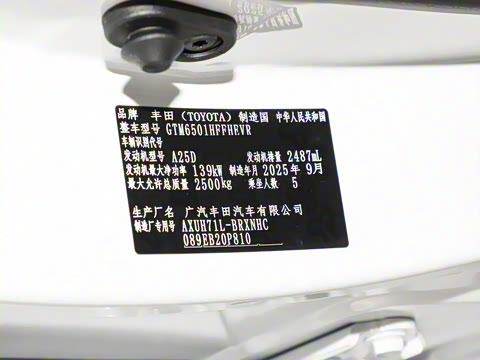 品牌 丰田（TOYOTA） 制造国 中华人民共和国
整车型号 GTM6501HFFHEVR
车辆识别代号
发动机型号 A25D 发动机排量 2487mL
发动机最大净功率 139kW 制造年月 2025年9月
最大允许总质量 2500kg 乘坐人数 5
生产厂名 广汽丰田汽车有限公司
制造厂专用号 AXUH71L-BRXNHC
089EB20P810